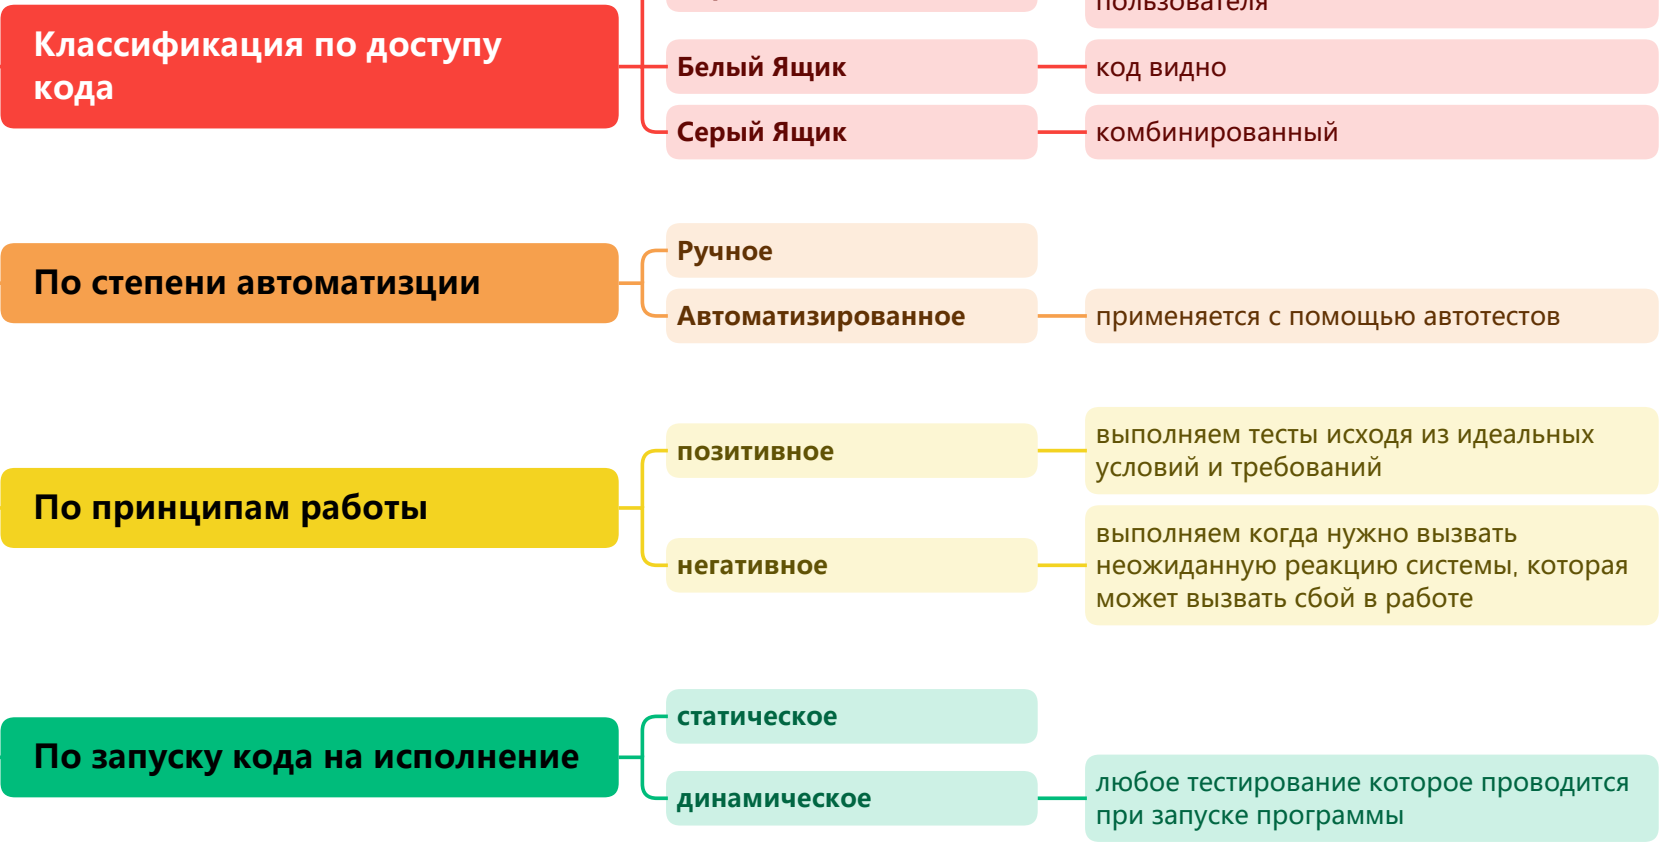 пользователя
Классификация по доступу
кода
Белый Ящик
код видно
Серый Ящик
комбинированный
По степени автоматизции
Ручное
Автоматизированное
применяется с помощью автотестов
По принципам работы
позитивное
выполняем тесты исходя из идеальных
условий и требований
негативное
выполняем когда нужно вызвать
неожиданную реакцию системы, которая
может вызвать сбой в работе
По запуску кода на исполнение
статическое
динамическое
любое тестирование которое проводится
при запуске программы